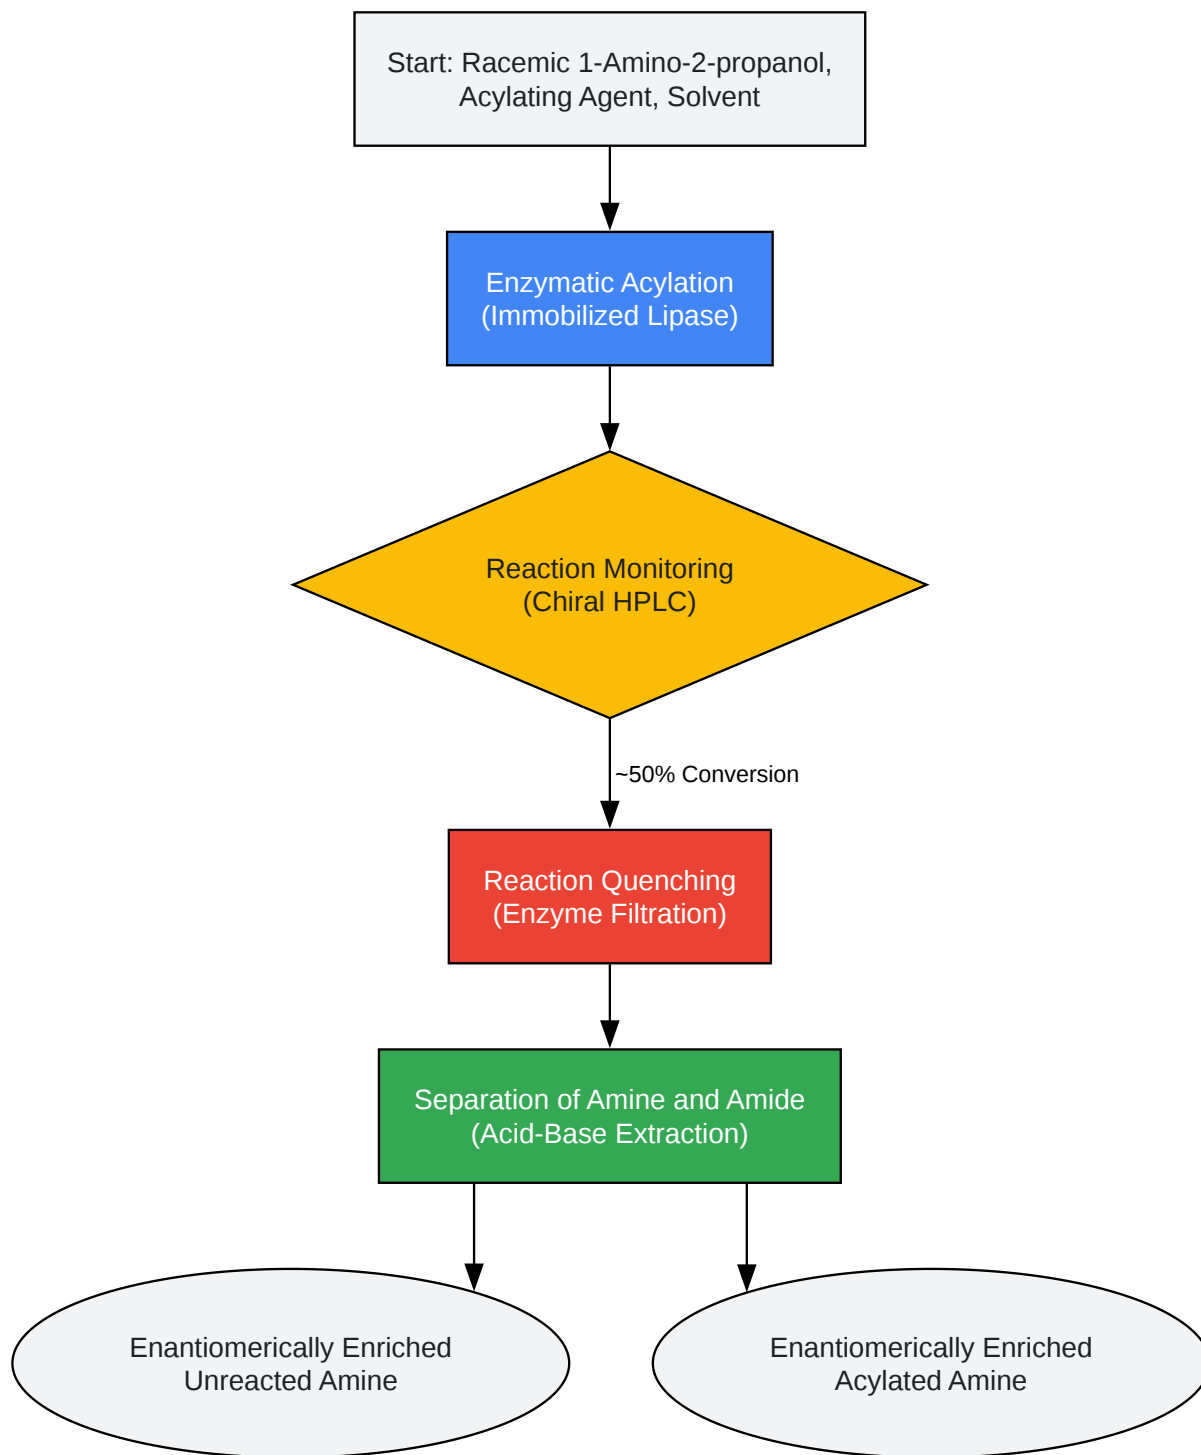 Start: Racemic 1-Amino-2-propanol,
Acylating Agent, Solvent
Enzymatic Acylation
(Immobilized Lipase)
Reaction Monitoring
(Chiral HPLC)
~50% Conversion
Reaction Quenching
(Enzyme Filtration)
Separation of Amine and Amide
(Acid-Base Extraction)
Enantiomerically Enriched
Unreacted Amine
Enantiomerically Enriched
Acylated Amine